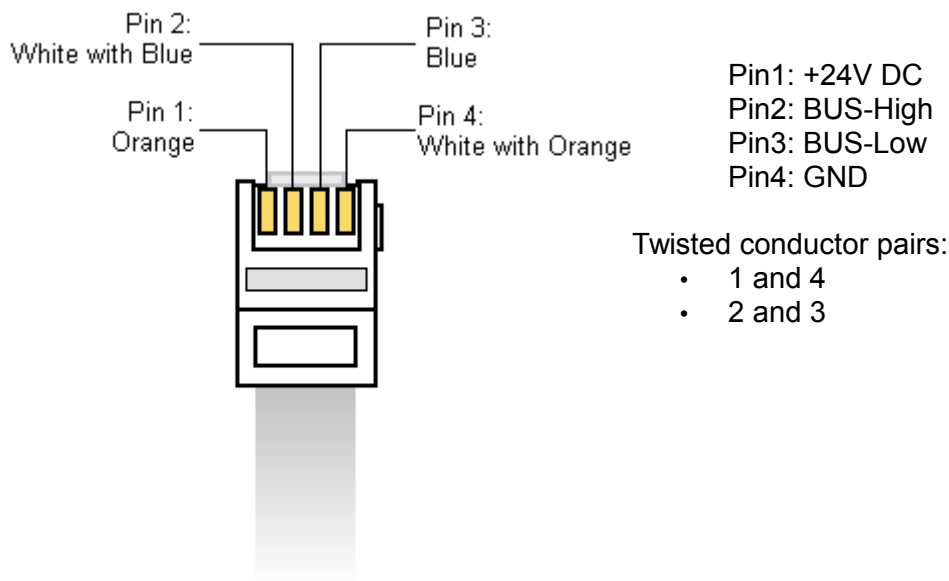 Pin 2:
White with Blue
Pin 3:
Blue
Pin 1:
Orange
Pin 4:
White with Orange
Pin1: +24V DC
Pin2: BUS-High
Pin3: BUS-Low
Pin4: GND
Twisted conductor pairs:
• 1 and 4
• 2 and 3